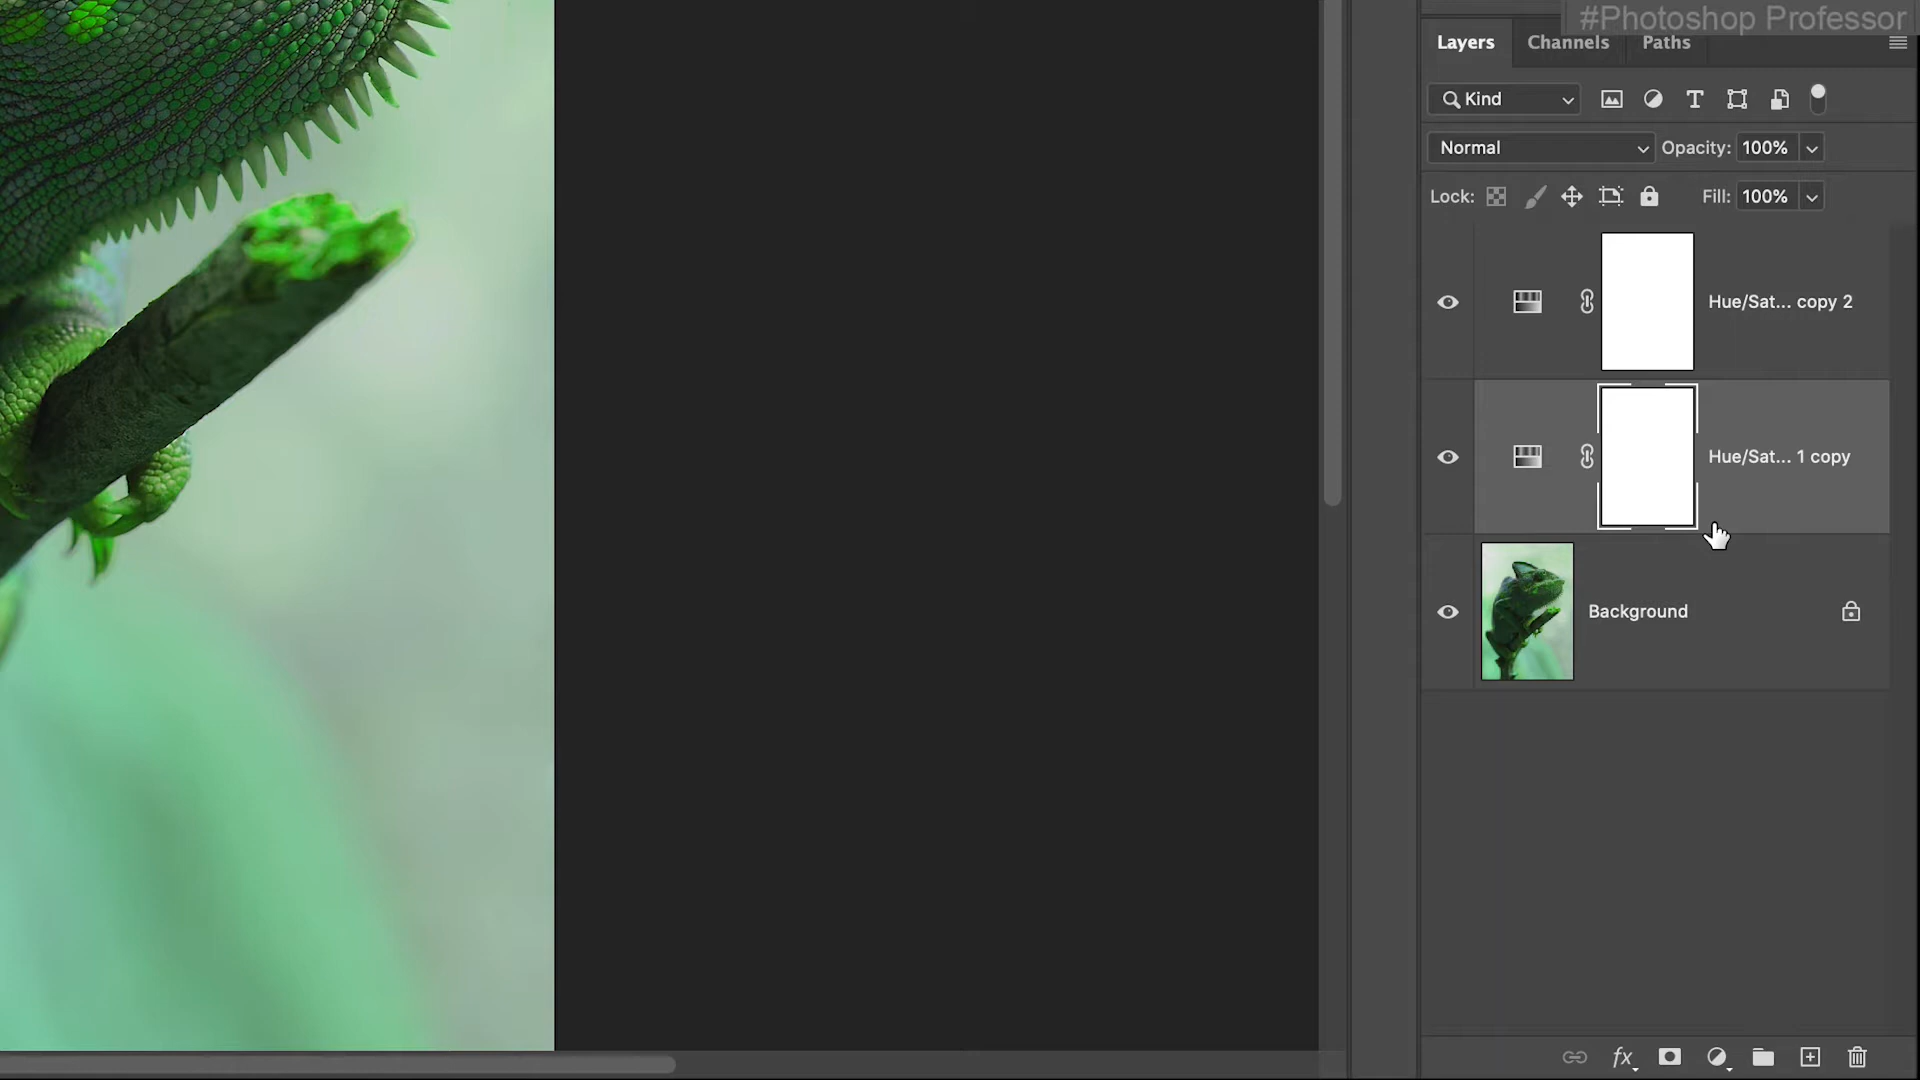 #Photoshop Professor
Layers Channels Paths
Kind T
Normal Opacity: 100%
Lock: Fill: 100%
Hue/Sat... copy 2
Hue/Sat... 1 copy
Background
fx